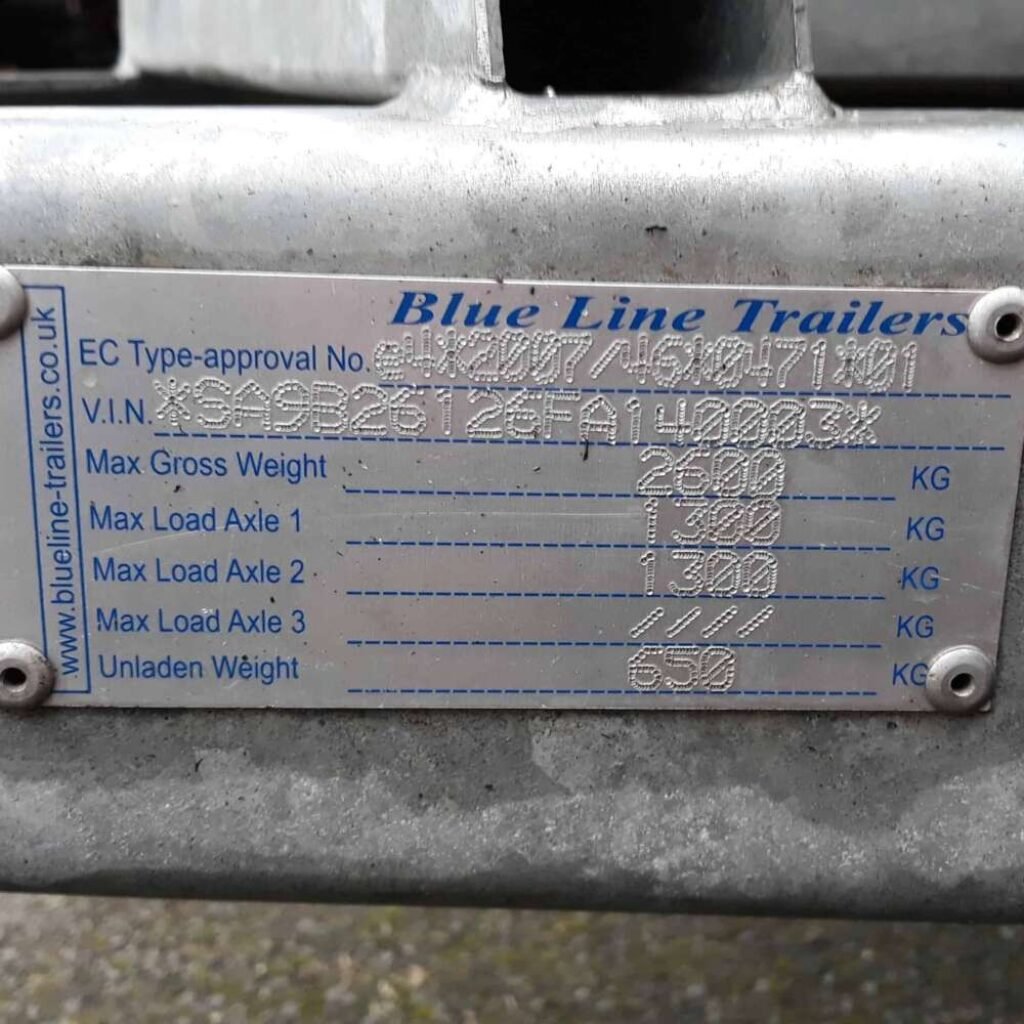 Blue Line Trailers
EC Type-approval No. e4*2007/46*0471*01
V.I.N. *SA9B26126FA140003*
Max Gross Weight 2600 KG
Max Load Axle 1 1300 KG
Max Load Axle 2 1300 KG
Max Load Axle 3 //// KG
Unladen Weight 650 KG
www.blueline-trailers.co.uk